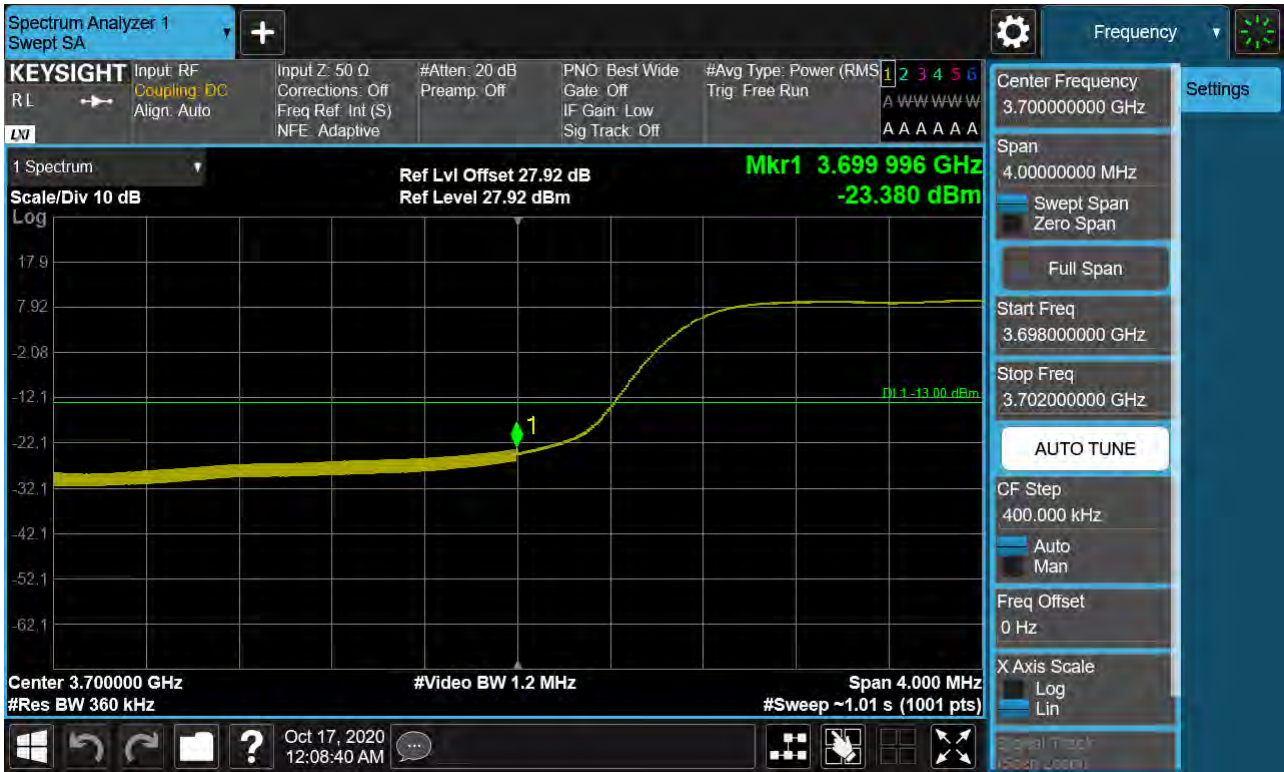 Spectrum Analyzer 1
Swept SA
+
Frequency
KEYSIGHT
RL
LXI
Input: RF
Coupling: DC
Align: Auto
Input Z: 50 Ω
Corrections: Off
Freq Ref: Int (S)
NFE: Adaptive
#Atten: 20 dB
Preamp: Off
PNO: Best Wide
Gate: Off
IF Gain: Low
Sig Track: Off
#Avg Type: Power (RMS
Trig: Free Run
1 2 3 4 5 6
A W W W W W
A A A A A A
1 Spectrum
Scale/Div 10 dB
Log
Ref Lvl Offset 27.92 dB
Ref Level 27.92 dBm
Mkr1 3.699 996 GHz
-23.380 dBm
17.9
7.92
-2.08
-12.1
-22.1
-32.1
-42.1
-52.1
-62.1
DL1 -13.00 dBm
1
Center 3.700000 GHz
#Res BW 360 kHz
#Video BW 1.2 MHz
Span 4.000 MHz
#Sweep ~1.01 s (1001 pts)
Center Frequency
3.700000000 GHz
Span
4.00000000 MHz
Swept Span
Zero Span
Full Span
Start Freq
3.698000000 GHz
Stop Freq
3.702000000 GHz
AUTO TUNE
CF Step
400.000 kHz
Auto
Man
Freq Offset
0 Hz
X Axis Scale
Log
Lin
Signal Track
(Span Zoom)
Settings
?
Oct 17, 2020
12:08:40 AM